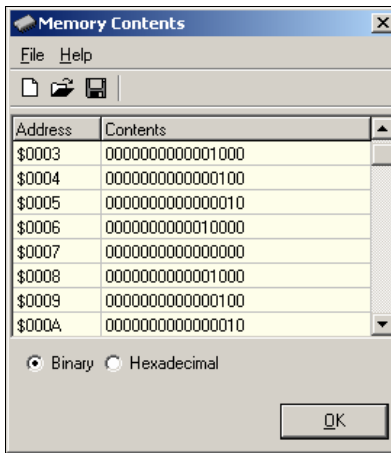 Memory Contents
File Help
Address Contents
$0003 0000000000001000
$0004 0000000000000100
$0005 0000000000000010
$0006 0000000000010000
$0007 0000000000000000
$0008 0000000000001000
$0009 0000000000000100
$000A 0000000000000010
Binary Hexadecimal
OK